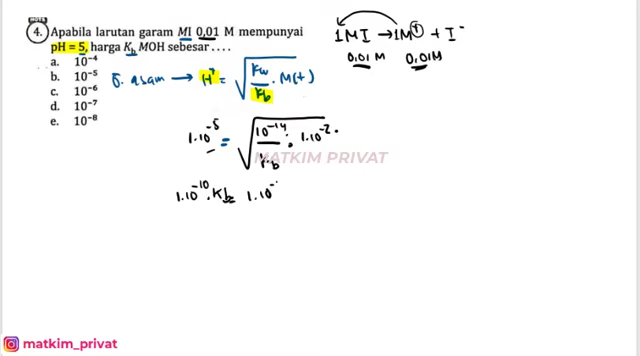 NOTE
4. Apabila larutan garam MI 0,01 M mempunyai
pH = 5, harga Kb MOH sebesar . . . .
a. 10⁻⁴
b. 10⁻⁵
c. 10⁻⁶
d. 10⁻⁷
e. 10⁻⁸
1 M I → 1M⁺ + I⁻
0,01 M 0,01M
G. asam → H⁺ = √(Kw/Kb . M(+))
1.10⁻⁵ = √(10⁻¹⁴/Kb . 1.10⁻²)
1.10⁻¹⁰ . Kb = 1.10⁻
MATKIM PRIVAT
matkim_privat